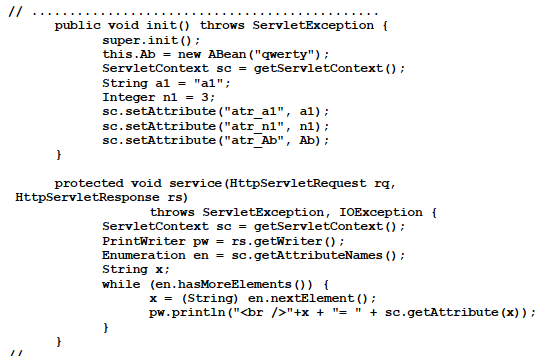 // ............................................
public void init() throws ServletException {
super.init();
this.Ab = new ABean("qwerty");
ServletContext sc = getServletContext();
String a1 = "a1";
Integer n1 = 3;
sc.setAttribute("atr_a1", a1);
sc.setAttribute("atr_n1", n1);
sc.setAttribute("atr_Ab", Ab);
}
protected void service(HttpServletRequest rq,
HttpServletResponse rs)
throws ServletException, IOException {
ServletContext sc = getServletContext();
PrintWriter pw = rs.getWriter();
Enumeration en = sc.getAttributeNames();
String x;
while (en.hasMoreElements()) {
x = (String) en.nextElement();
pw.println("<br />"+x + "= " + sc.getAttribute(x));
}
}
//